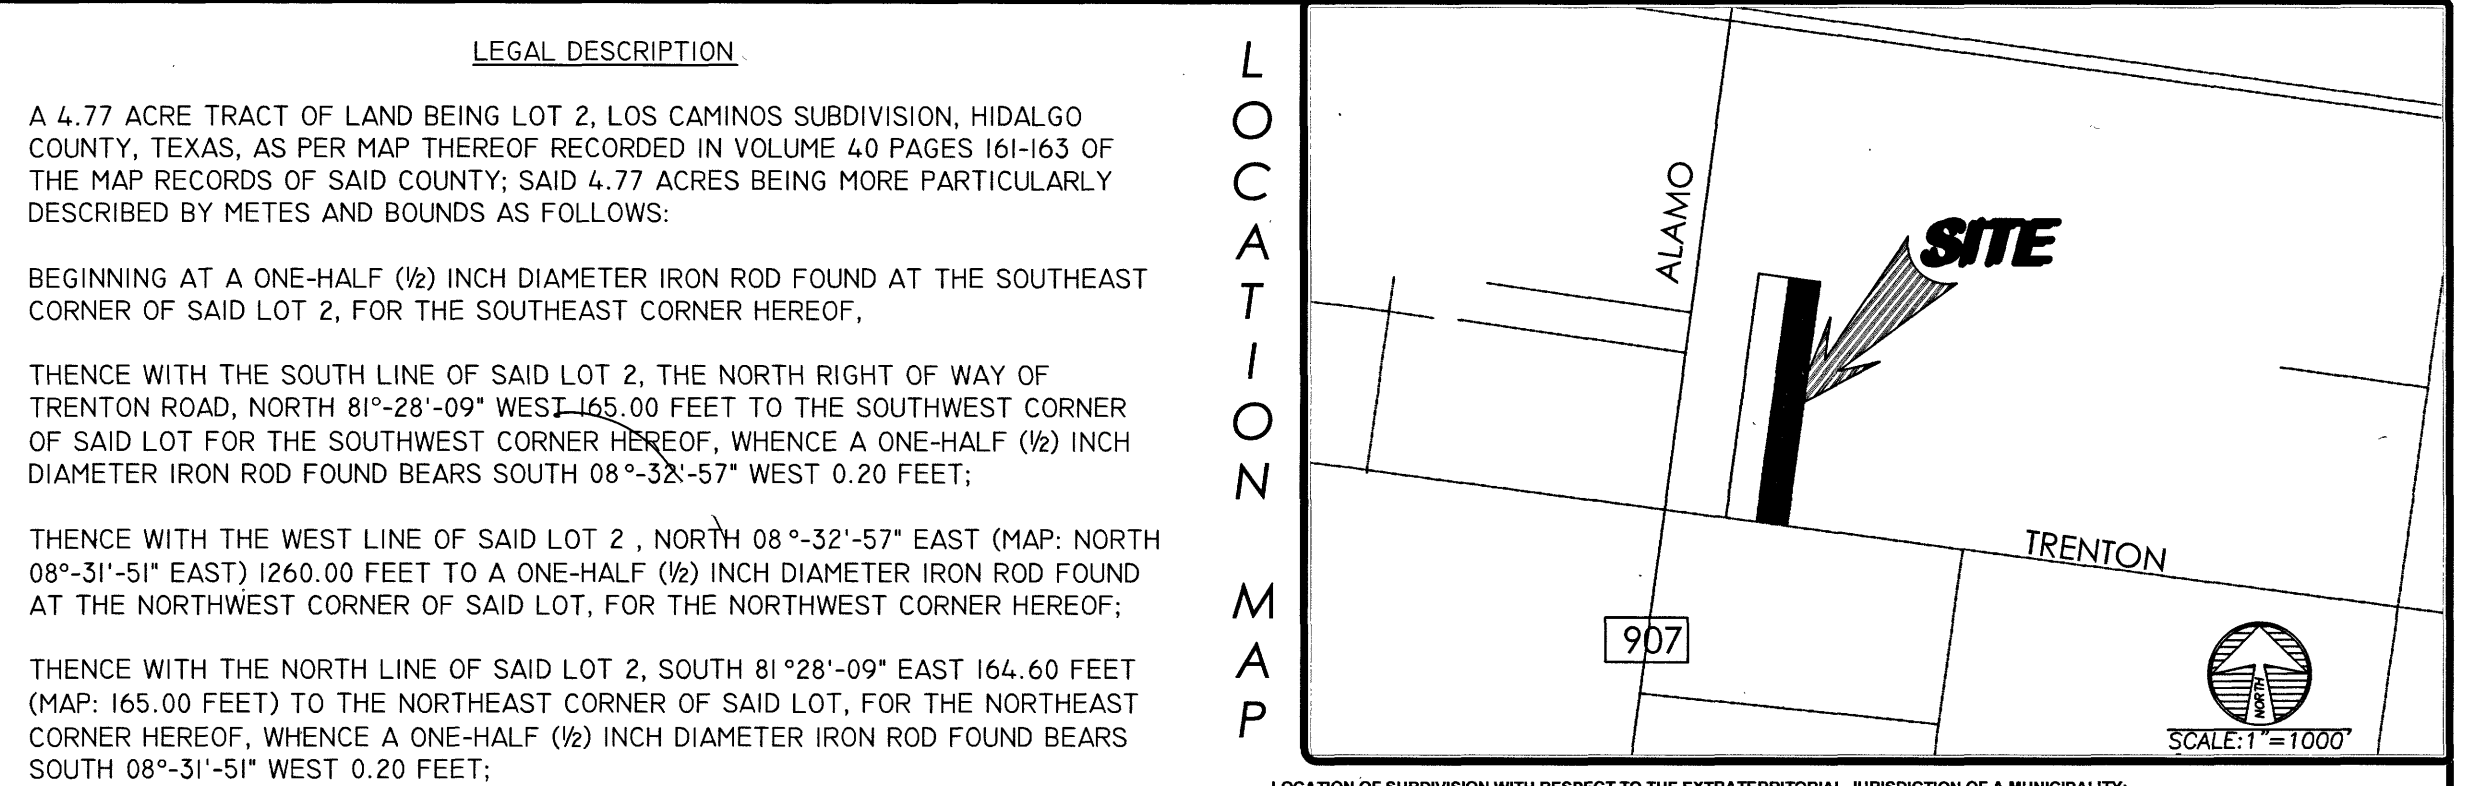 LEGAL DESCRIPTION
A 4.77 ACRE TRACT OF LAND BEING LOT 2, LOS CAMINOS SUBDIVISION, HIDALGO
COUNTY, TEXAS, AS PER MAP THEREOF RECORDED IN VOLUME 40 PAGES 161-163 OF
THE MAP RECORDS OF SAID COUNTY; SAID 4.77 ACRES BEING MORE PARTICULARLY
DESCRIBED BY METES AND BOUNDS AS FOLLOWS:
BEGINNING AT A ONE-HALF (1/2) INCH DIAMETER IRON ROD FOUND AT THE SOUTHEAST
CORNER OF SAID LOT 2, FOR THE SOUTHEAST CORNER HEREOF,
THENCE WITH THE SOUTH LINE OF SAID LOT 2, THE NORTH RIGHT OF WAY OF
TRENTON ROAD, NORTH 81°-28'-09" WEST 165.00 FEET TO THE SOUTHWEST CORNER
OF SAID LOT FOR THE SOUTHWEST CORNER HEREOF, WHENCE A ONE-HALF (1/2) INCH
DIAMETER IRON ROD FOUND BEARS SOUTH 08°-32'-57" WEST 0.20 FEET;
THENCE WITH THE WEST LINE OF SAID LOT 2 , NORTH 08°-32'-57" EAST (MAP: NORTH
08°-31'-51" EAST) 1260.00 FEET TO A ONE-HALF (1/2) INCH DIAMETER IRON ROD FOUND
AT THE NORTHWEST CORNER OF SAID LOT, FOR THE NORTHWEST CORNER HEREOF;
THENCE WITH THE NORTH LINE OF SAID LOT 2, SOUTH 81°28'-09" EAST 164.60 FEET
(MAP: 165.00 FEET) TO THE NORTHEAST CORNER OF SAID LOT, FOR THE NORTHEAST
CORNER HEREOF, WHENCE A ONE-HALF (1/2) INCH DIAMETER IRON ROD FOUND BEARS
SOUTH 08°-31'-51" WEST 0.20 FEET;
LOCATION MAP
ALAMO
SITE
TRENTON
907
NORTH
SCALE:1"=1000'
LOCATION OF SUBDIVISION WITH RESPECT TO THE EXTRATERRITORIAL JURISDICTION OF A MUNICIPALITY: